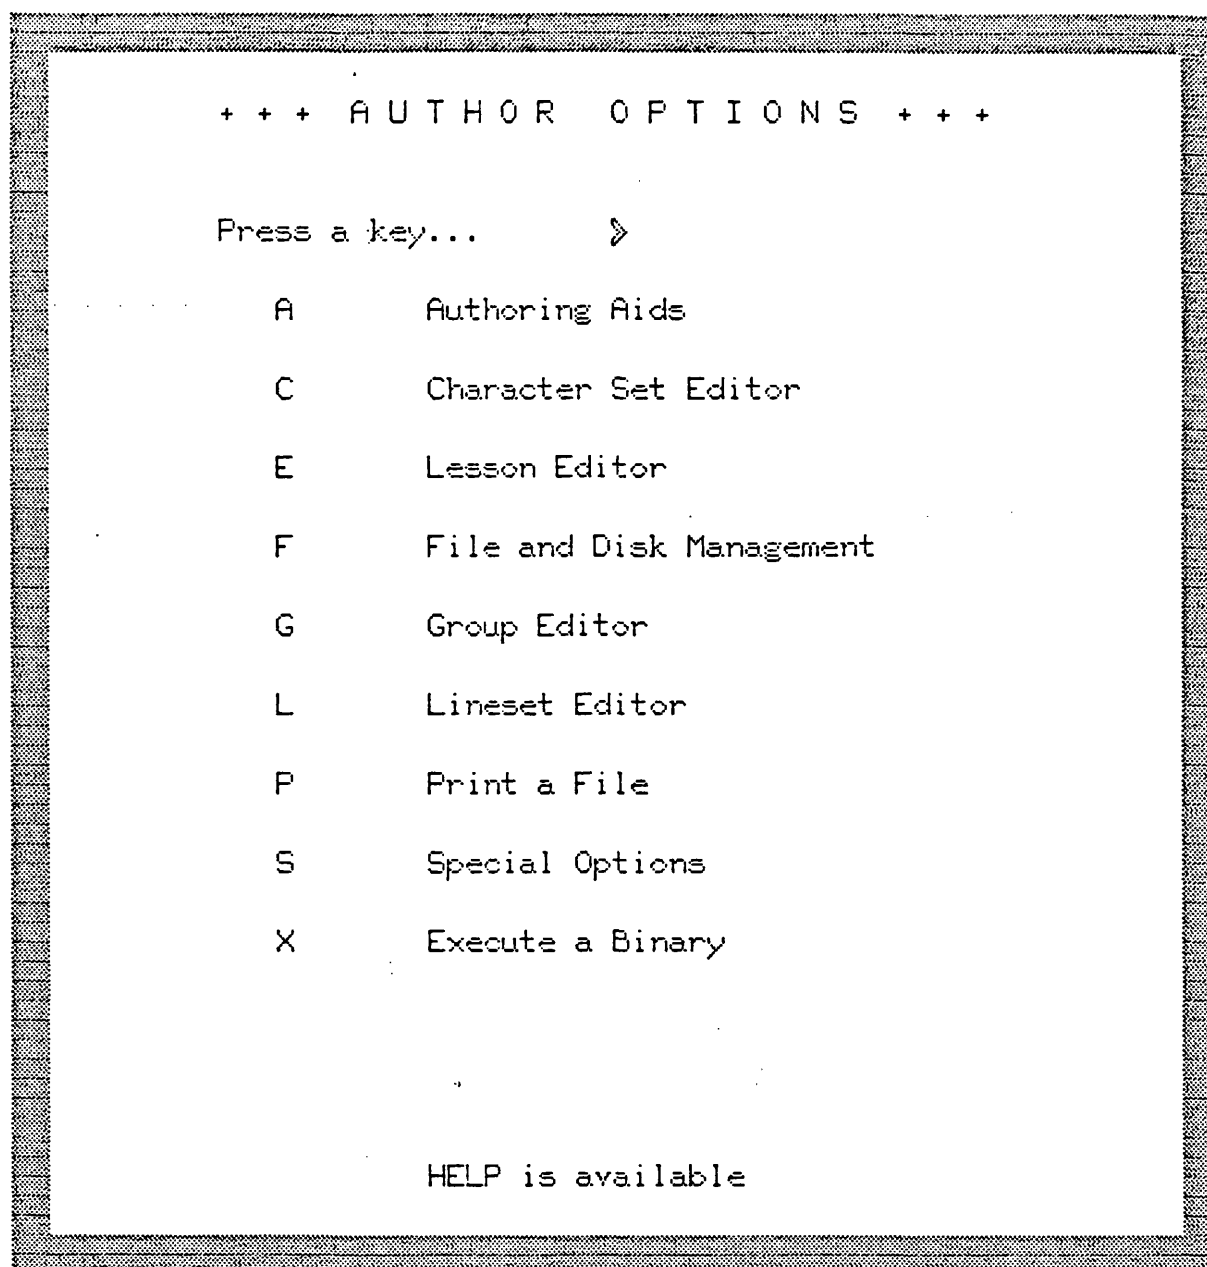 + + + AUTHOR OPTIONS + + +
Press a key... >
A Authoring Aids
C Character Set Editor
E Lesson Editor
F File and Disk Management
G Group Editor
L Lineset Editor
P Print a File
S Special Options
X Execute a Binary
HELP is available